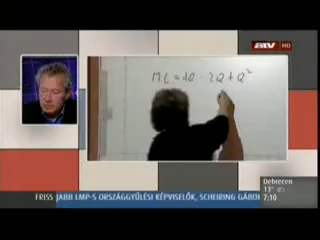 atv HD
MC = 10 - 2Q + Q²
Debrecen
13°
FRISS JABB LMP-S ORSZÁGGYŰLÉSI KÉPVISELŐK, SCHEIRING GÁBOR
7:10